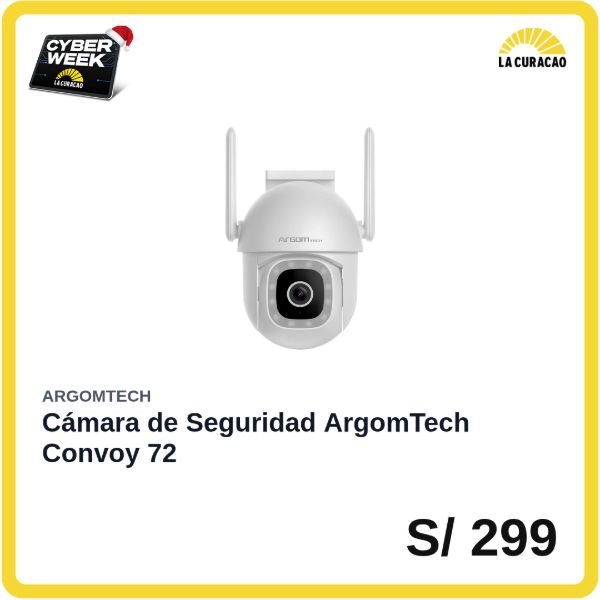 CYBER
WEEK
LA CURACAO
LA CURACAO
ARGOM TECH
ARGOMTECH
Cámara de Seguridad ArgomTech
Convoy 72
S/ 299